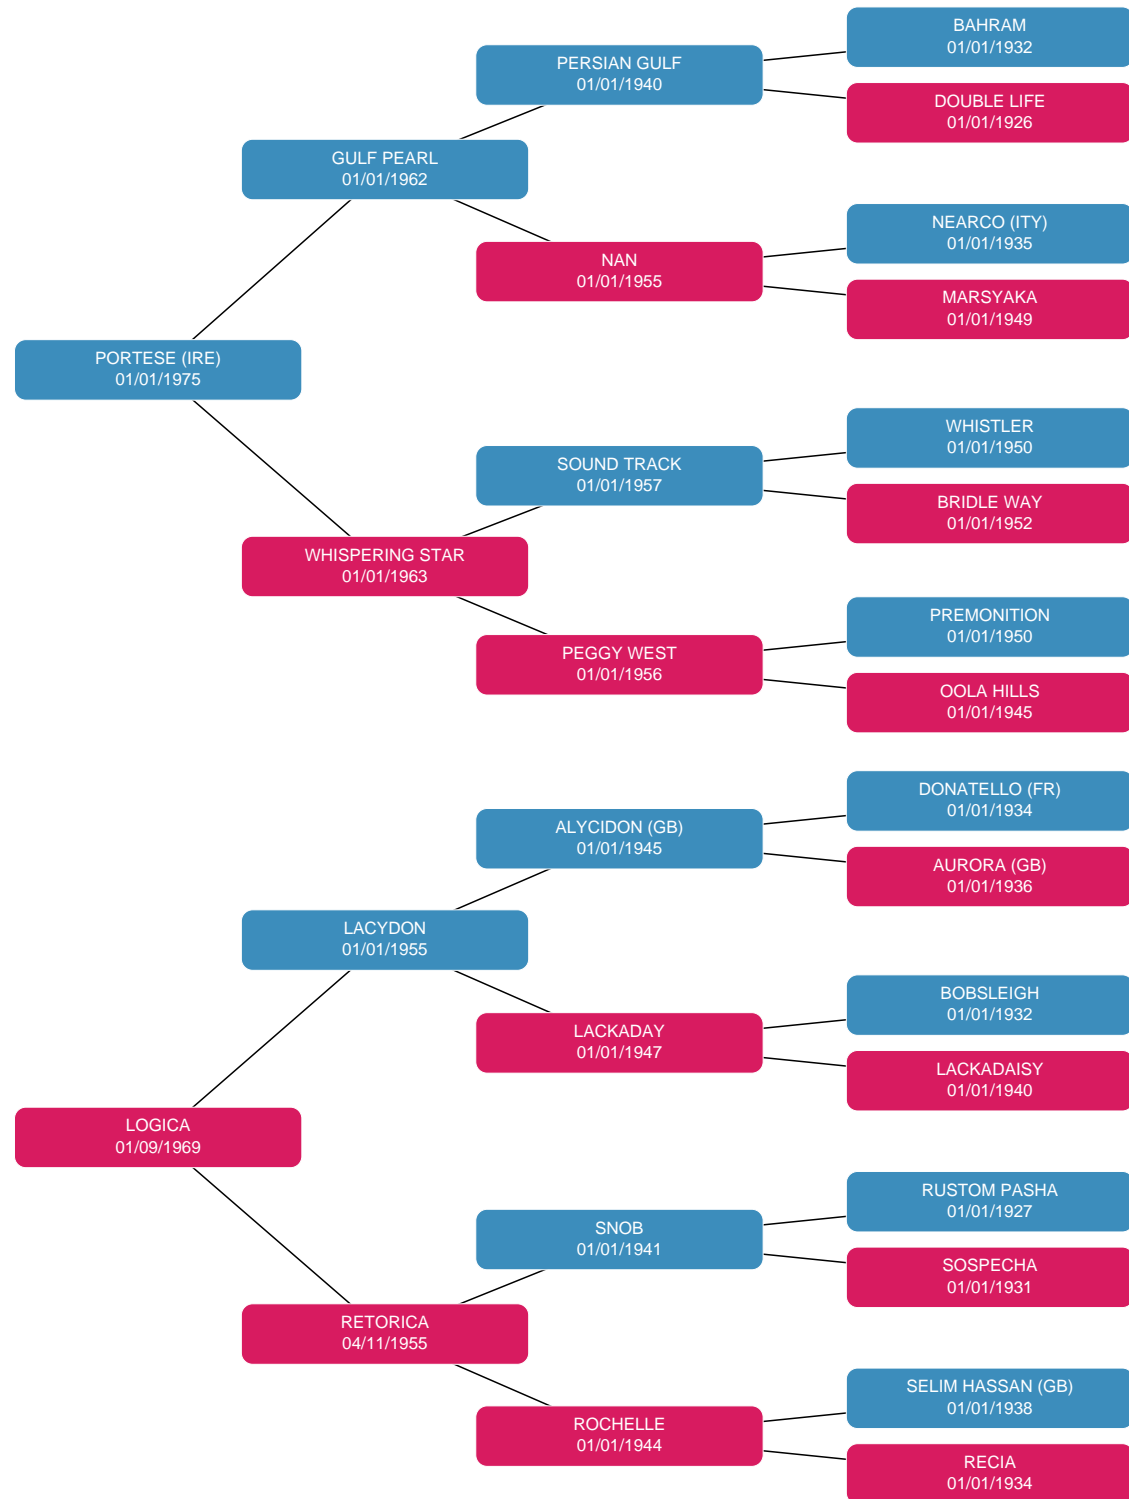 BAHRAM
01/01/1932
PERSIAN GULF
01/01/1940
DOUBLE LIFE
01/01/1926
GULF PEARL
01/01/1962
NEARCO (ITY)
01/01/1935
NAN
01/01/1955
MARSYAKA
01/01/1949
PORTESE (IRE)
01/01/1975
WHISTLER
01/01/1950
SOUND TRACK
01/01/1957
BRIDLE WAY
01/01/1952
WHISPERING STAR
01/01/1963
PREMONITION
01/01/1950
PEGGY WEST
01/01/1956
OOLA HILLS
01/01/1945
DONATELLO (FR)
01/01/1934
ALYCIDON (GB)
01/01/1945
AURORA (GB)
01/01/1936
LACYDON
01/01/1955
BOBSLEIGH
01/01/1932
LACKADAY
01/01/1947
LACKADAISY
01/01/1940
LOGICA
01/09/1969
RUSTOM PASHA
01/01/1927
SNOB
01/01/1941
SOSPECHA
01/01/1931
RETORICA
04/11/1955
SELIM HASSAN (GB)
01/01/1938
ROCHELLE
01/01/1944
RECIA
01/01/1934